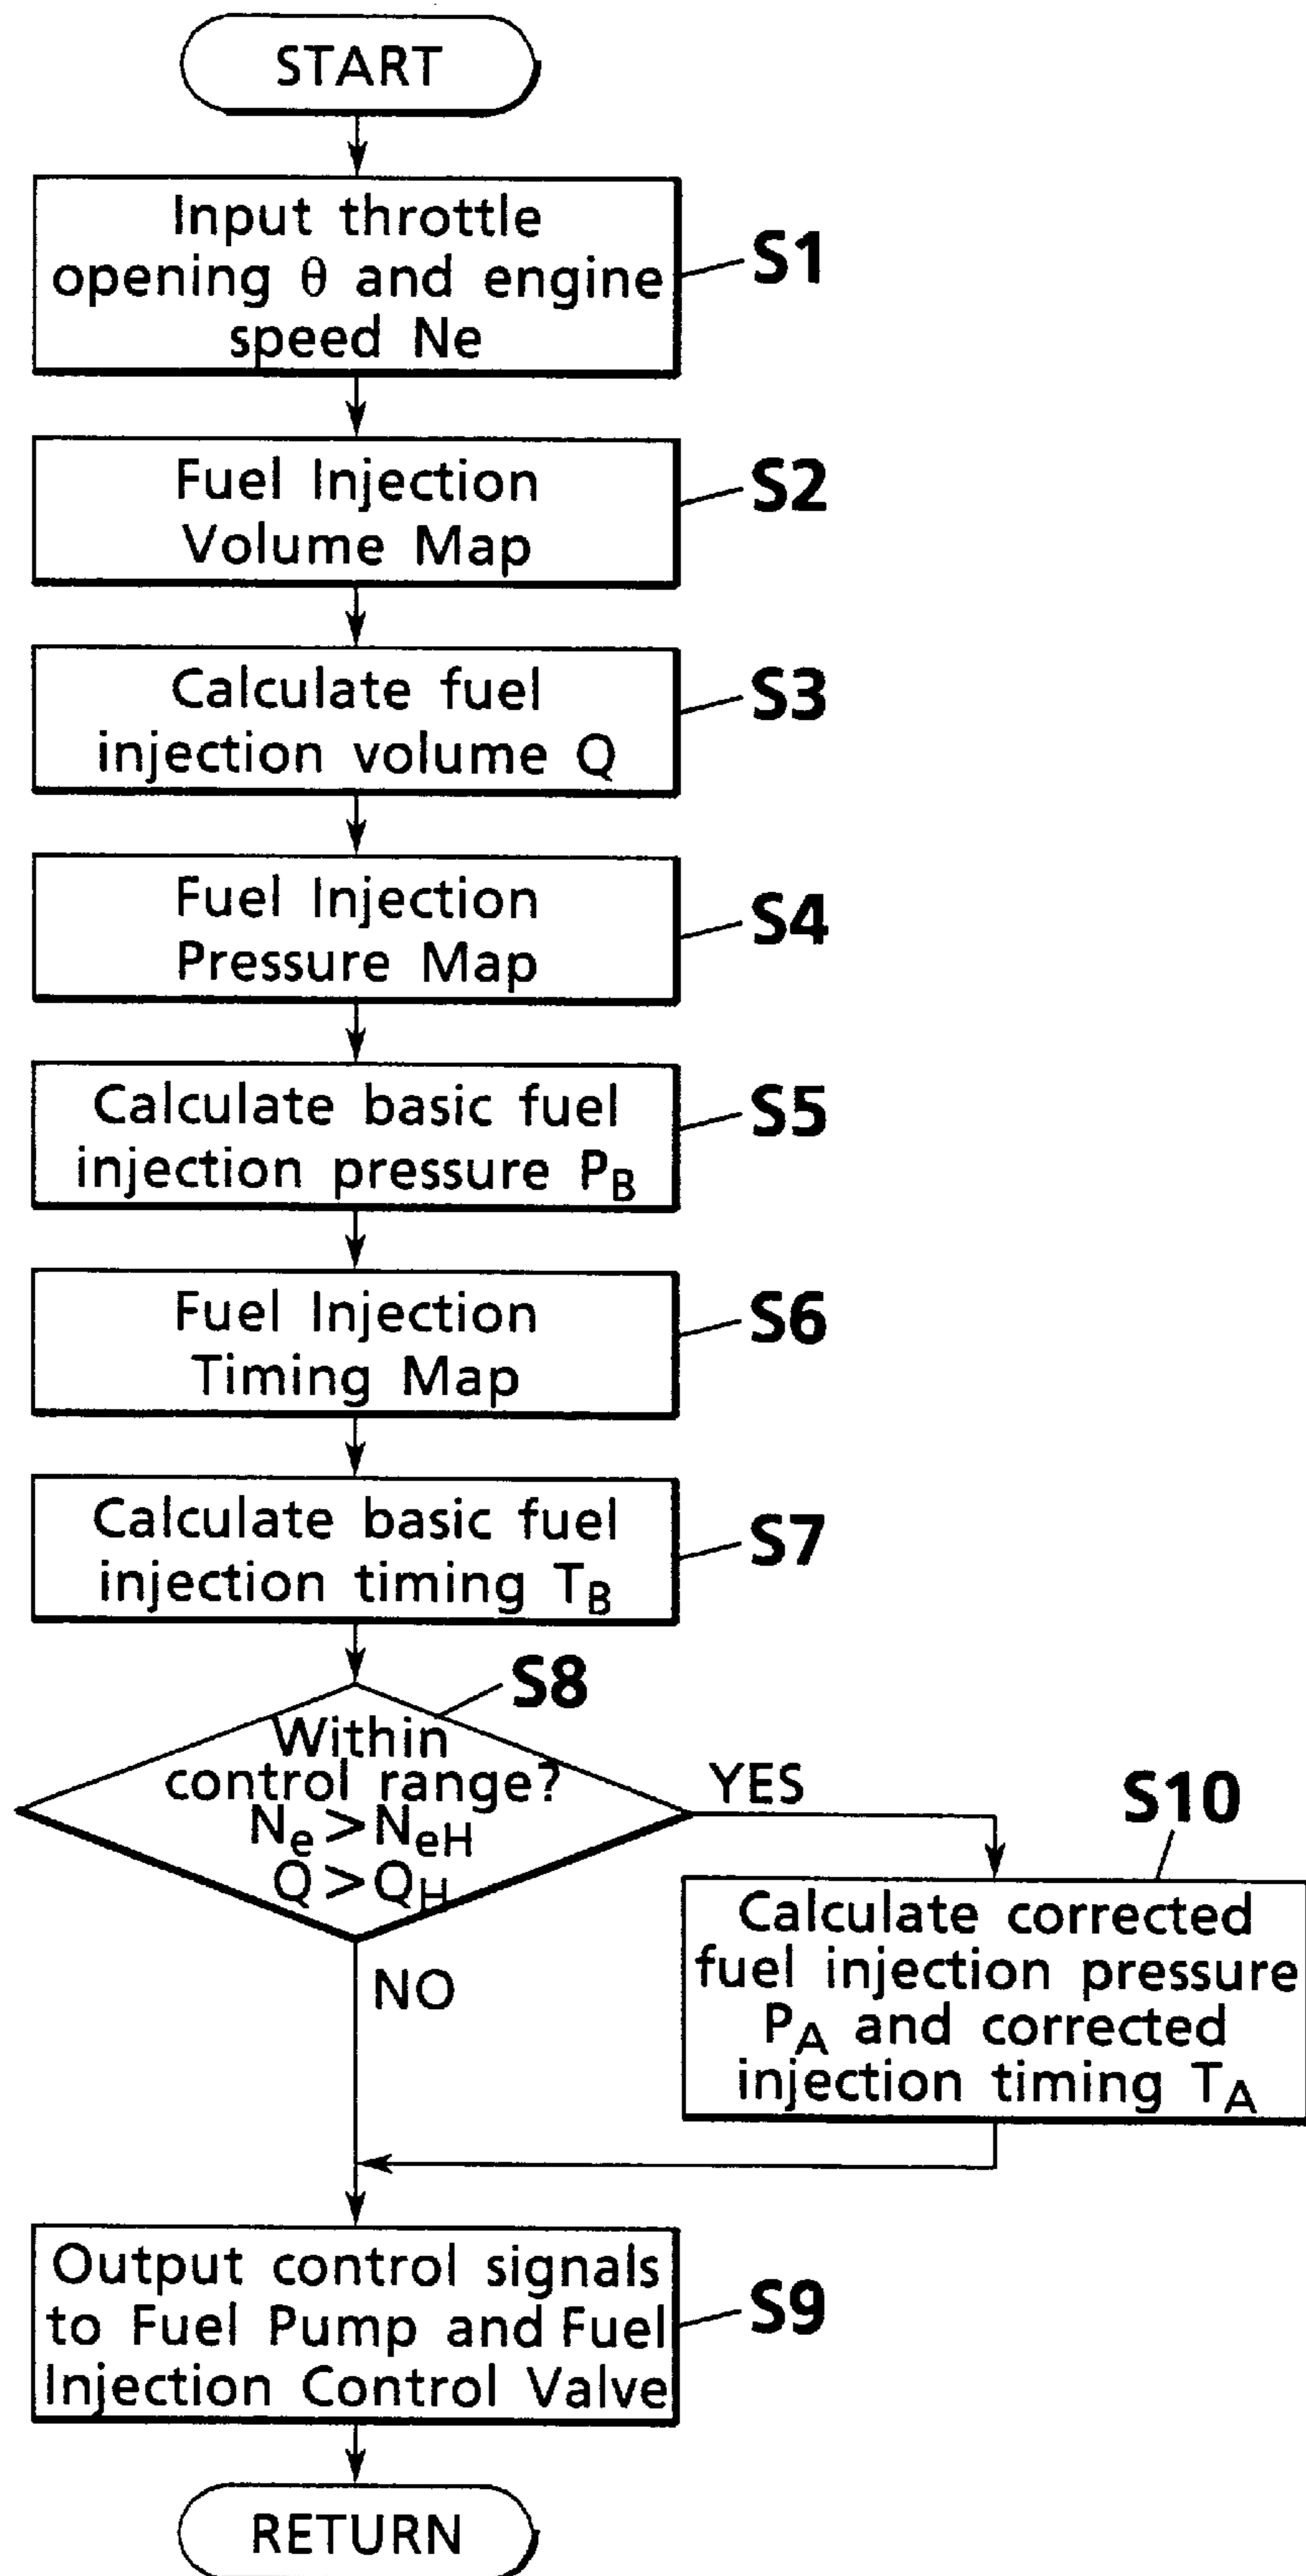 START
Input throttle
opening θ and engine
speed Ne
S1
Fuel Injection
Volume Map
S2
Calculate fuel
injection volume Q
S3
Fuel Injection
Pressure Map
S4
Calculate basic fuel
injection pressure P_B
S5
Fuel Injection
Timing Map
S6
Calculate basic fuel
injection timing T_B
S7
S8
Within
control range?
N_e > N_eH
Q > Q_H
YES
NO
S10
Calculate corrected
fuel injection pressure
P_A and corrected
injection timing T_A
Output control signals
to Fuel Pump and Fuel
Injection Control Valve
S9
RETURN